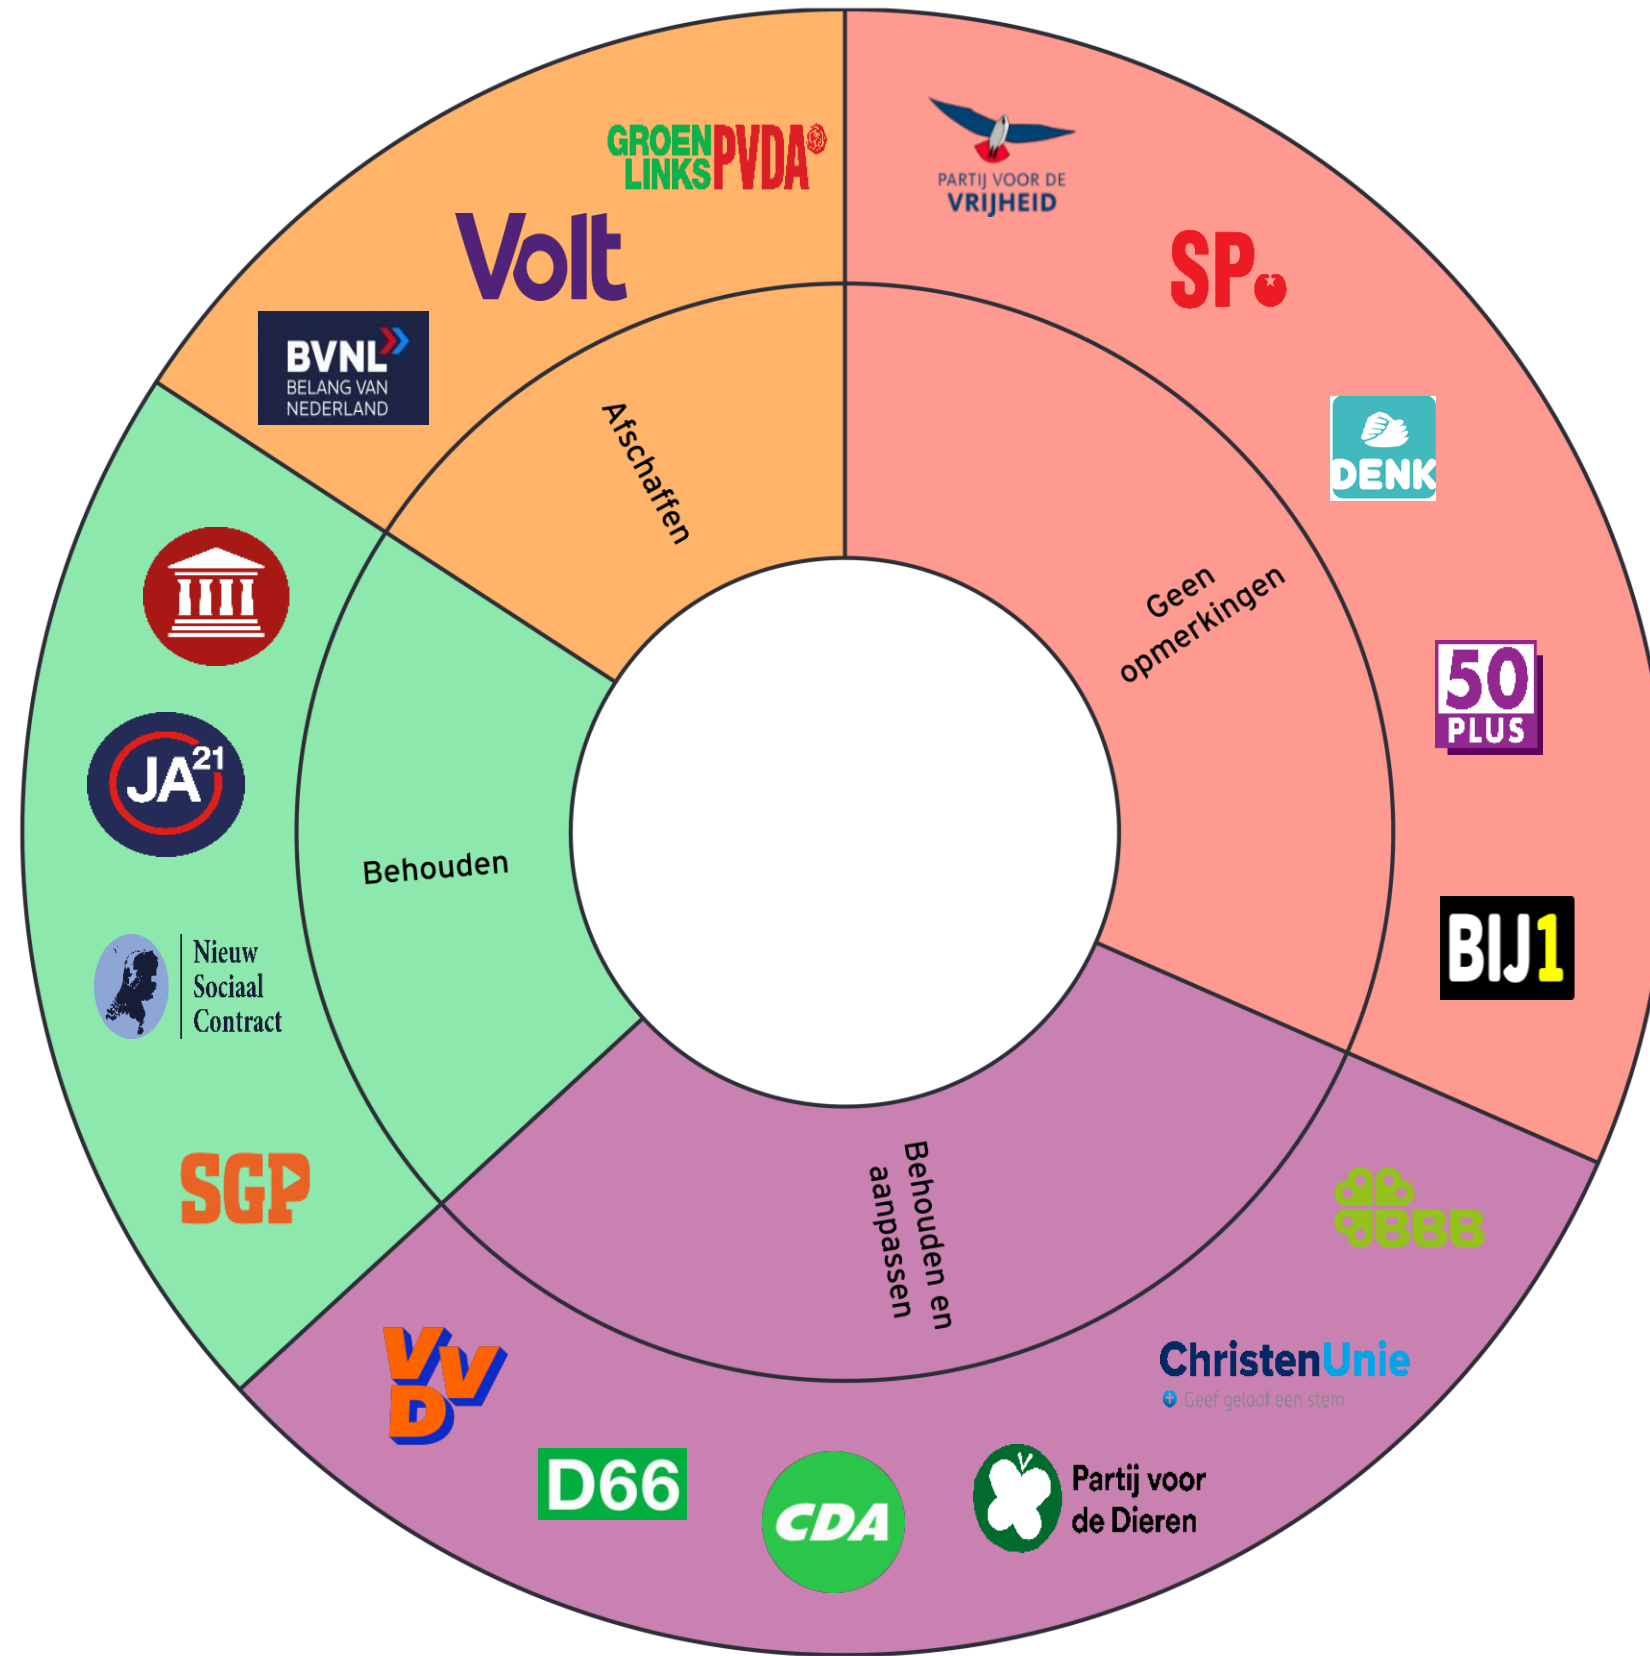 GROEN
LINKS
PVDA
Volt
BVNL
BELANG VAN
NEDERLAND
Afschaffen
PARTIJ VOOR DE
VRIJHEID
SP
DENK
50
PLUS
BIJ1
Geen
opmerkingen
JA21
Nieuw
Sociaal
Contract
SGP
Behouden
Behouden en
aanpassen
BBB
ChristenUnie
Geef geloof een stem
Partij voor
de Dieren
CDA
D66
VVD